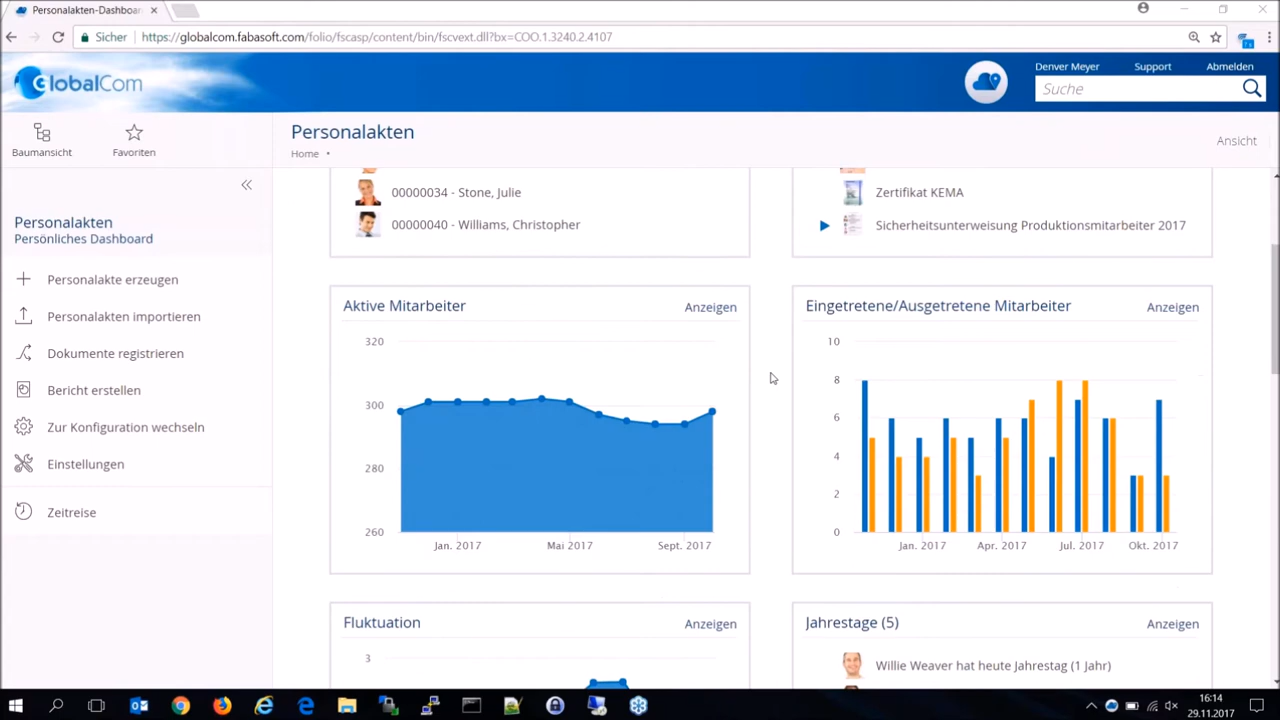 Personalakten-Dashboar
Sicher
https://globalcom.fabasoft.com/folio/fscasp/content/bin/fscvext.dll?bx=COO.1.3240.2.4107
GlobalCom
Denver Meyer Support Abmelden
Suche
Baumansicht Favoriten
Personalakten
Home
Ansicht
Personalakten
Persönliches Dashboard
Personalakte erzeugen
Personalakten importieren
Dokumente registrieren
Bericht erstellen
Zur Konfiguration wechseln
Einstellungen
Zeitreise
00000034 - Stone, Julie
00000040 - Williams, Christopher
Zertifikat KEMA
Sicherheitsunterweisung Produktionsmitarbeiter 2017
Aktive Mitarbeiter Anzeigen
320
300
280
260
Jan. 2017 Mai 2017 Sept. 2017
Eingetretene/Ausgetretene Mitarbeiter Anzeigen
10
8
6
4
2
0
Jan. 2017 Apr. 2017 Jul. 2017 Okt. 2017
Fluktuation Anzeigen
3
Jahrestage (5) Anzeigen
Willie Weaver hat heute Jahrestag (1 Jahr)
16:14
29.11.2017